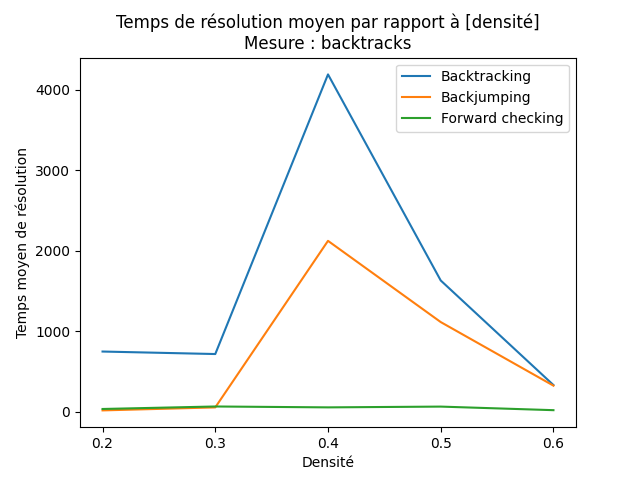 Temps de résolution moyen par rapport à [densité]
Mesure : backtracks
Backtracking
Backjumping
Forward checking
Temps moyen de résolution
4000
3000
2000
1000
0
0.2 0.3 0.4 0.5 0.6
Densité